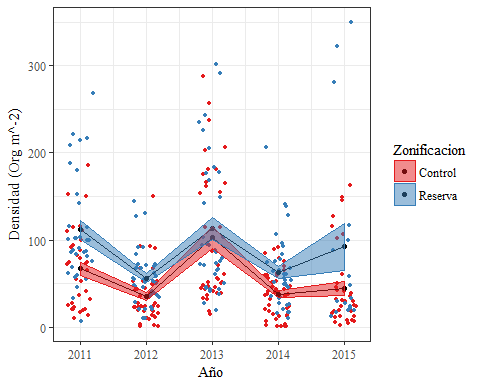 Densidad (Org m^-2)
300
200
100
0
2011 2012 2013 2014 2015
Año
Zonificacion
Control
Reserva